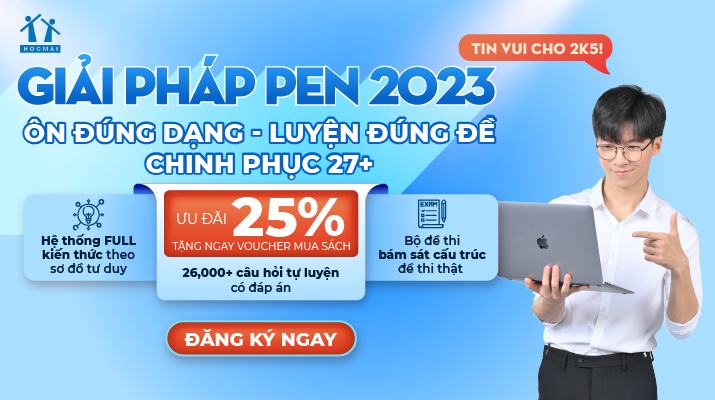 HOCMAI
TIN VUI CHO 2K5!
GIẢI PHÁP PEN 2023
ÔN ĐÚNG DẠNG - LUYỆN ĐÚNG ĐỀ
CHINH PHỤC 27+
Hệ thống FULL
kiến thức theo
sơ đồ tư duy
ƯU ĐÃI 25%
TẶNG NGAY VOUCHER MUA SÁCH
26,000+ câu hỏi tự luyện
có đáp án
EXAM
Bộ đề thi
bám sát cấu trúc
đề thi thật
ĐĂNG KÝ NGAY